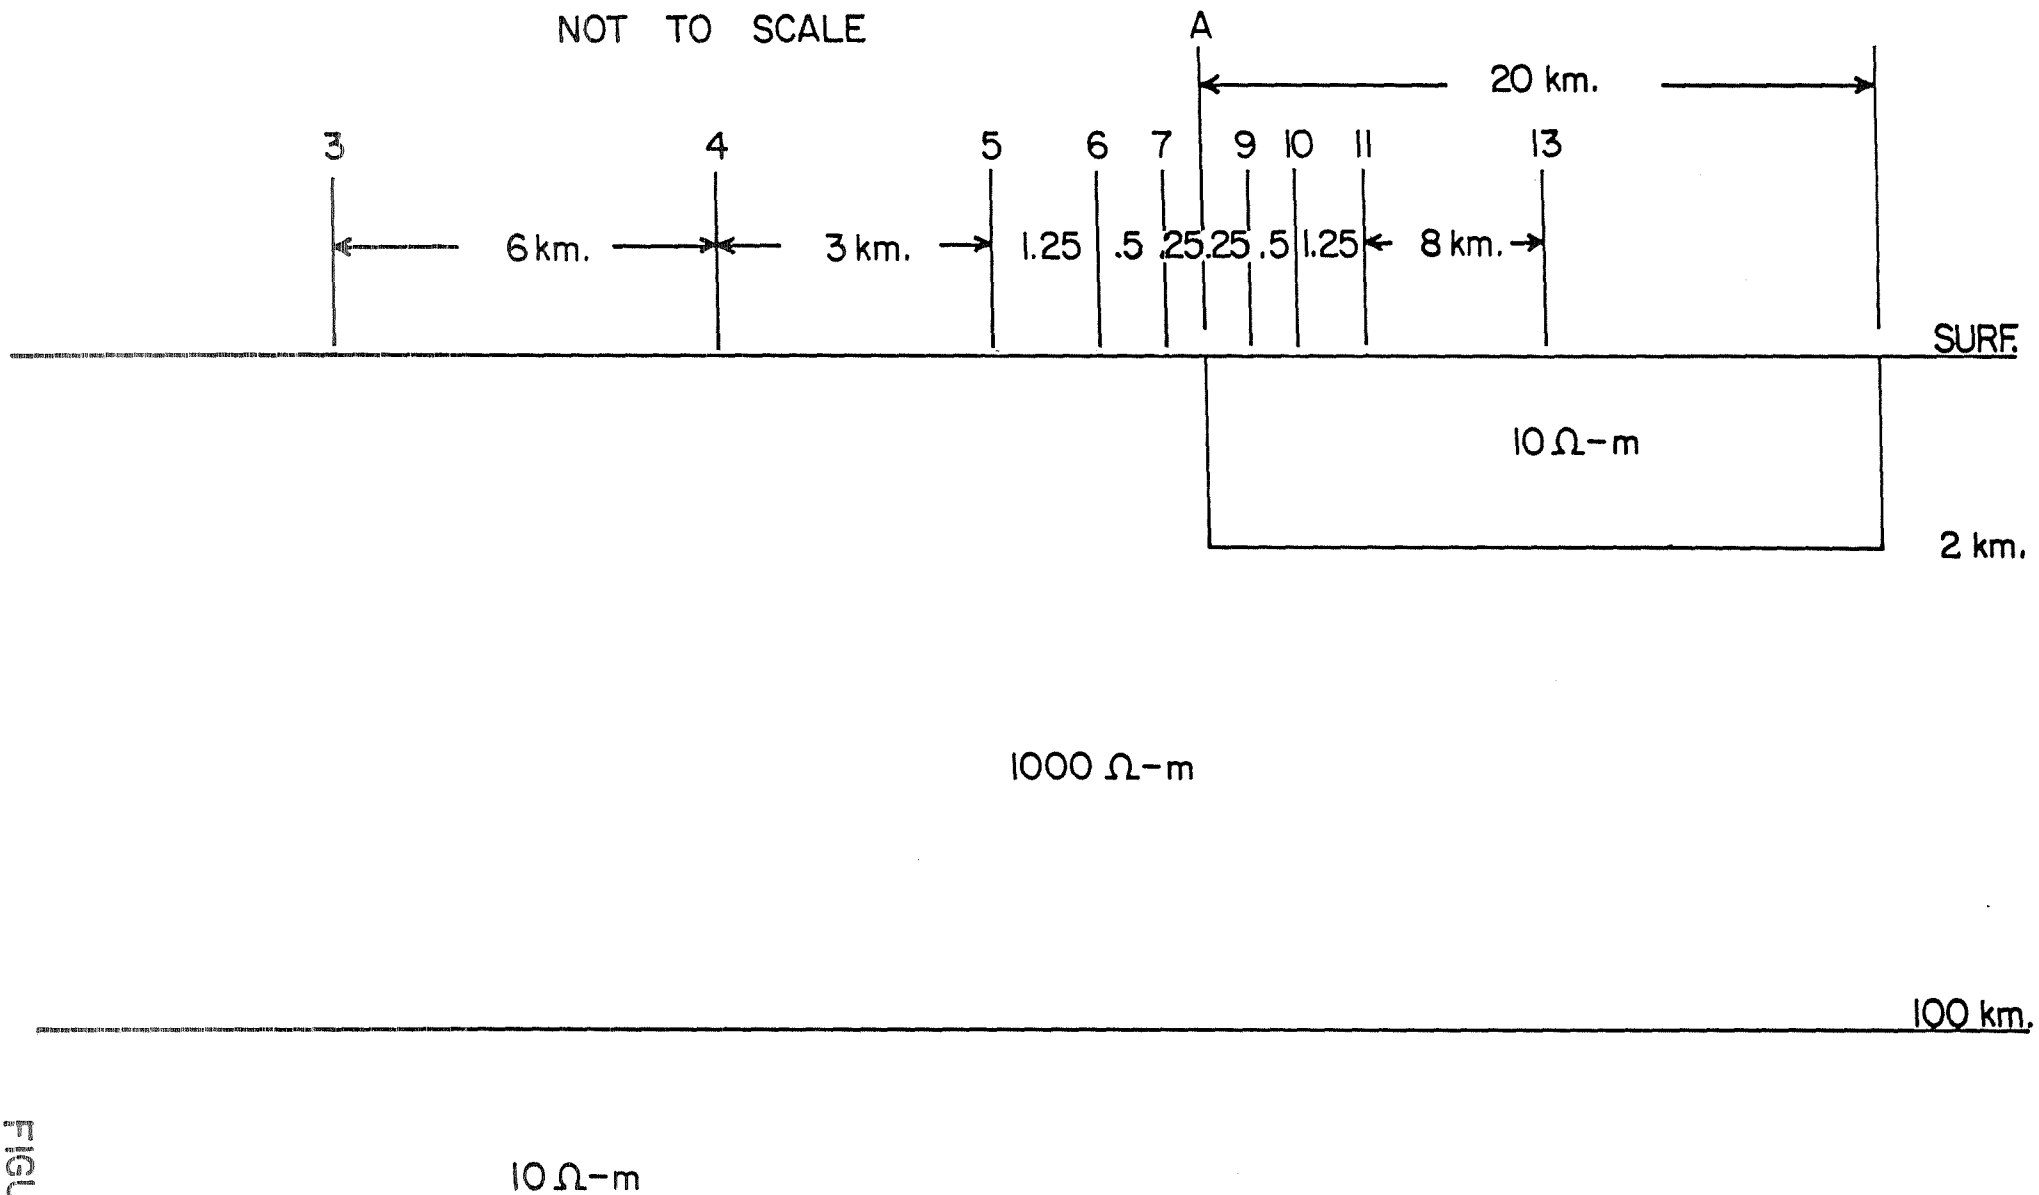 NOT TO SCALE
A
20 km.
3 4 5 6 7 9 10 11 13
6 km. 3 km. 1.25 .5 .25 .25 .5 1.25 8 km.
SURF.
10 Ω-m
2 km.
1000 Ω-m
100 km.
10 Ω-m